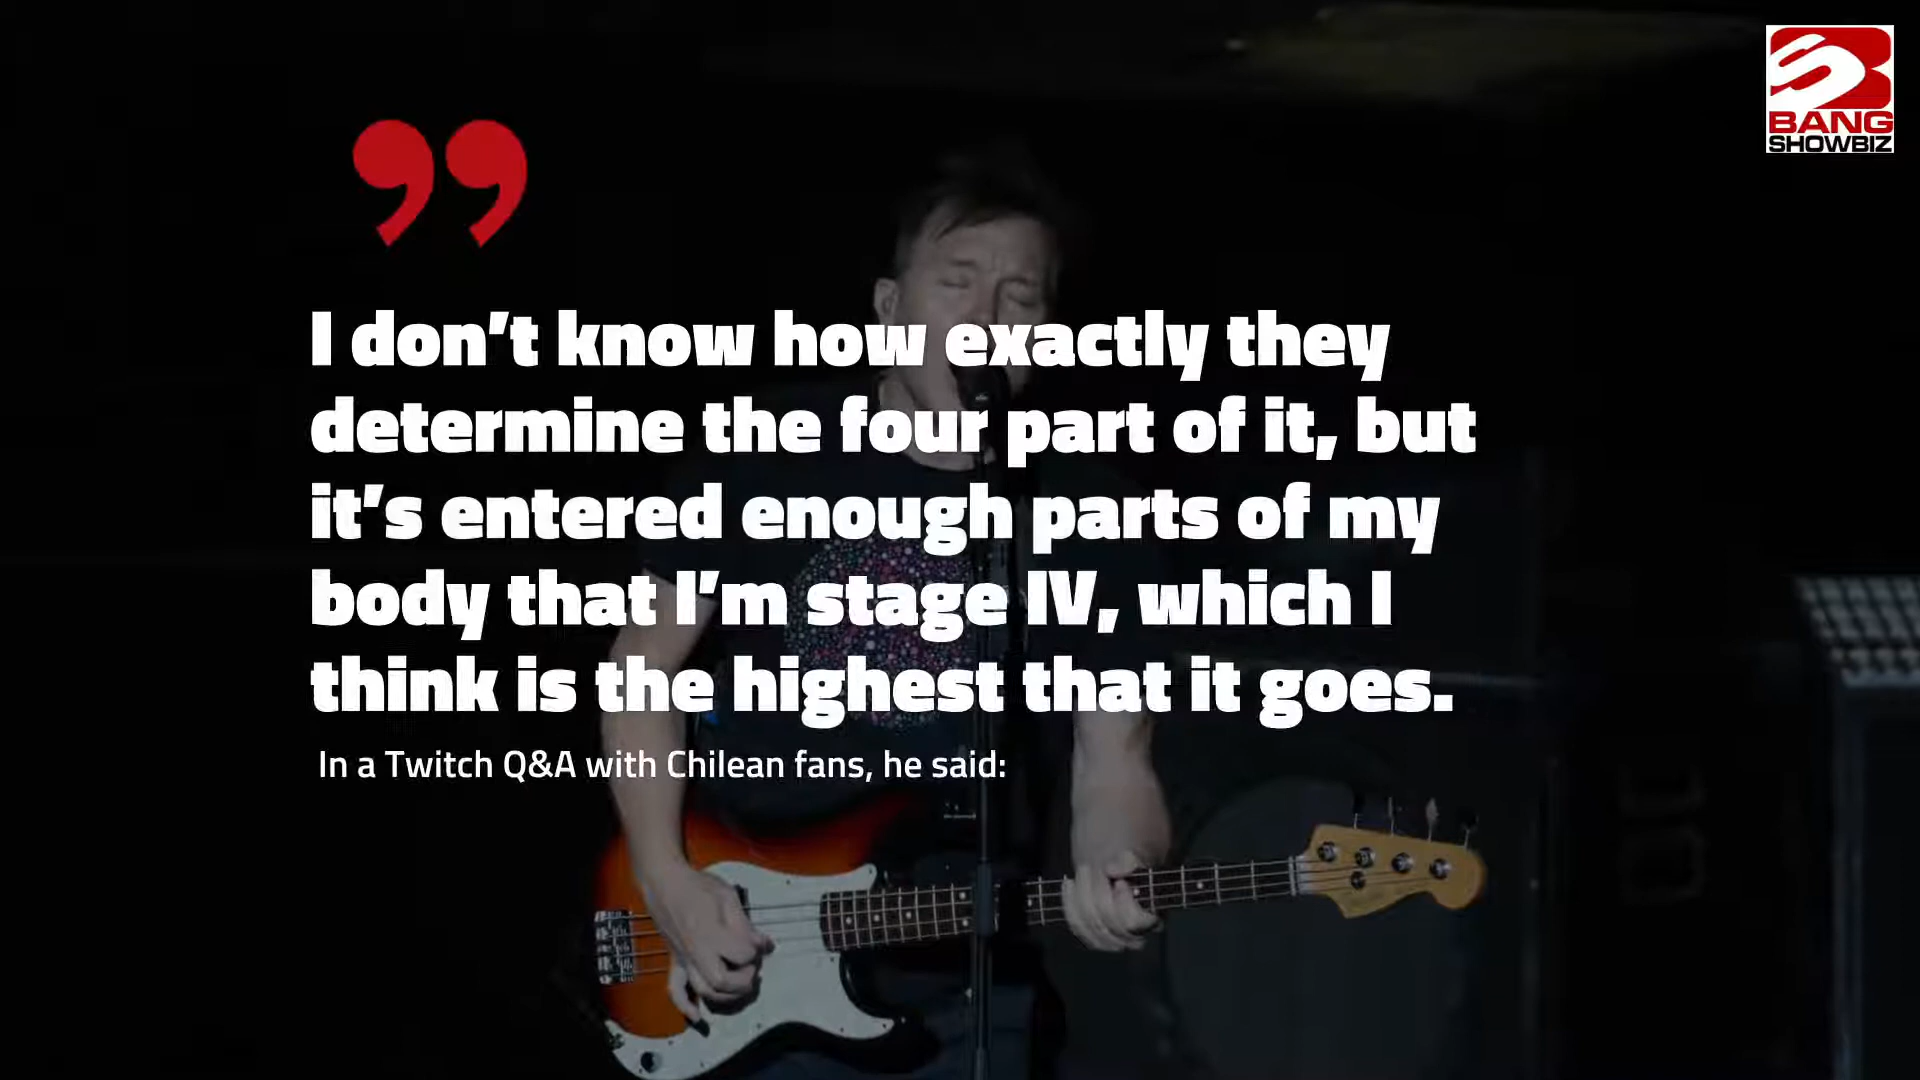 BANG
SHOWBIZ
”
I don’t know how exactly they
determine the four part of it, but
it’s entered enough parts of my
body that I’m stage IV, which I
think is the highest that it goes.
In a Twitch Q&A with Chilean fans, he said: